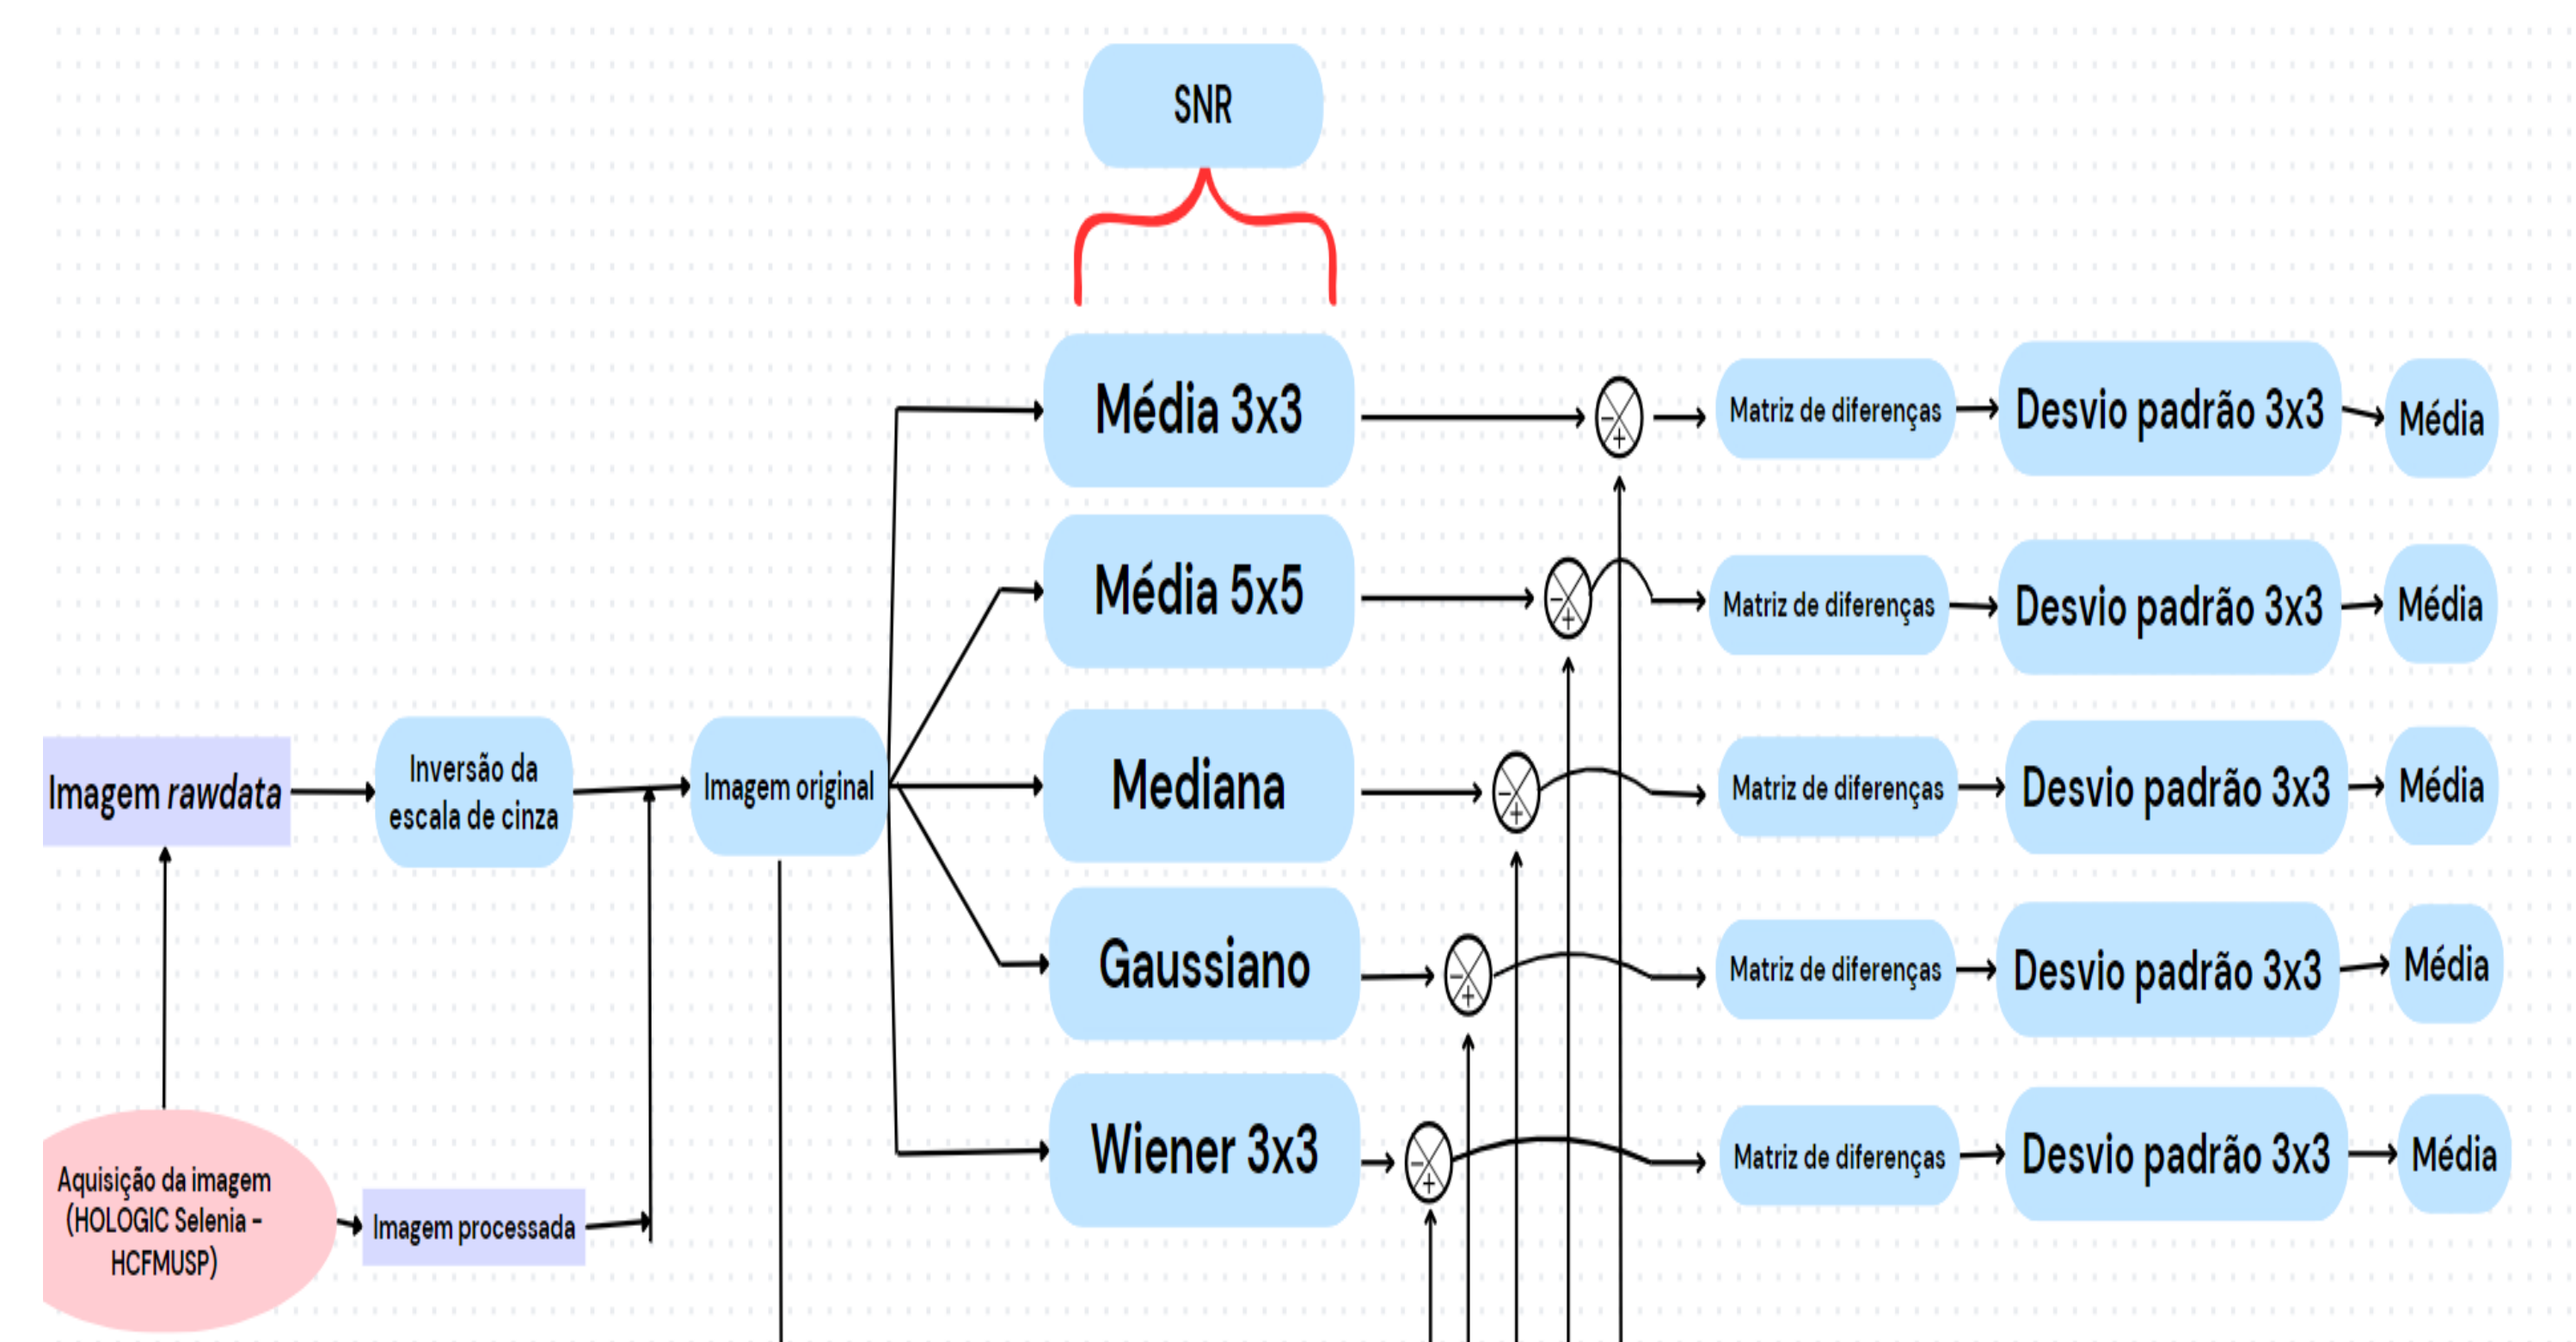 SNR
Média 3x3
−
+
Matriz de diferenças
Desvio padrão 3x3
Média
Média 5x5
−
+
Matriz de diferenças
Desvio padrão 3x3
Média
Imagem rawdata
Inversão da
escala de cinza
Imagem original
Mediana
−
+
Matriz de diferenças
Desvio padrão 3x3
Média
Gaussiano
−
+
Matriz de diferenças
Desvio padrão 3x3
Média
Aquisição da imagem
(HOLOGIC Selenia –
HCFMUSP)
Imagem processada
Wiener 3x3
−
+
Matriz de diferenças
Desvio padrão 3x3
Média